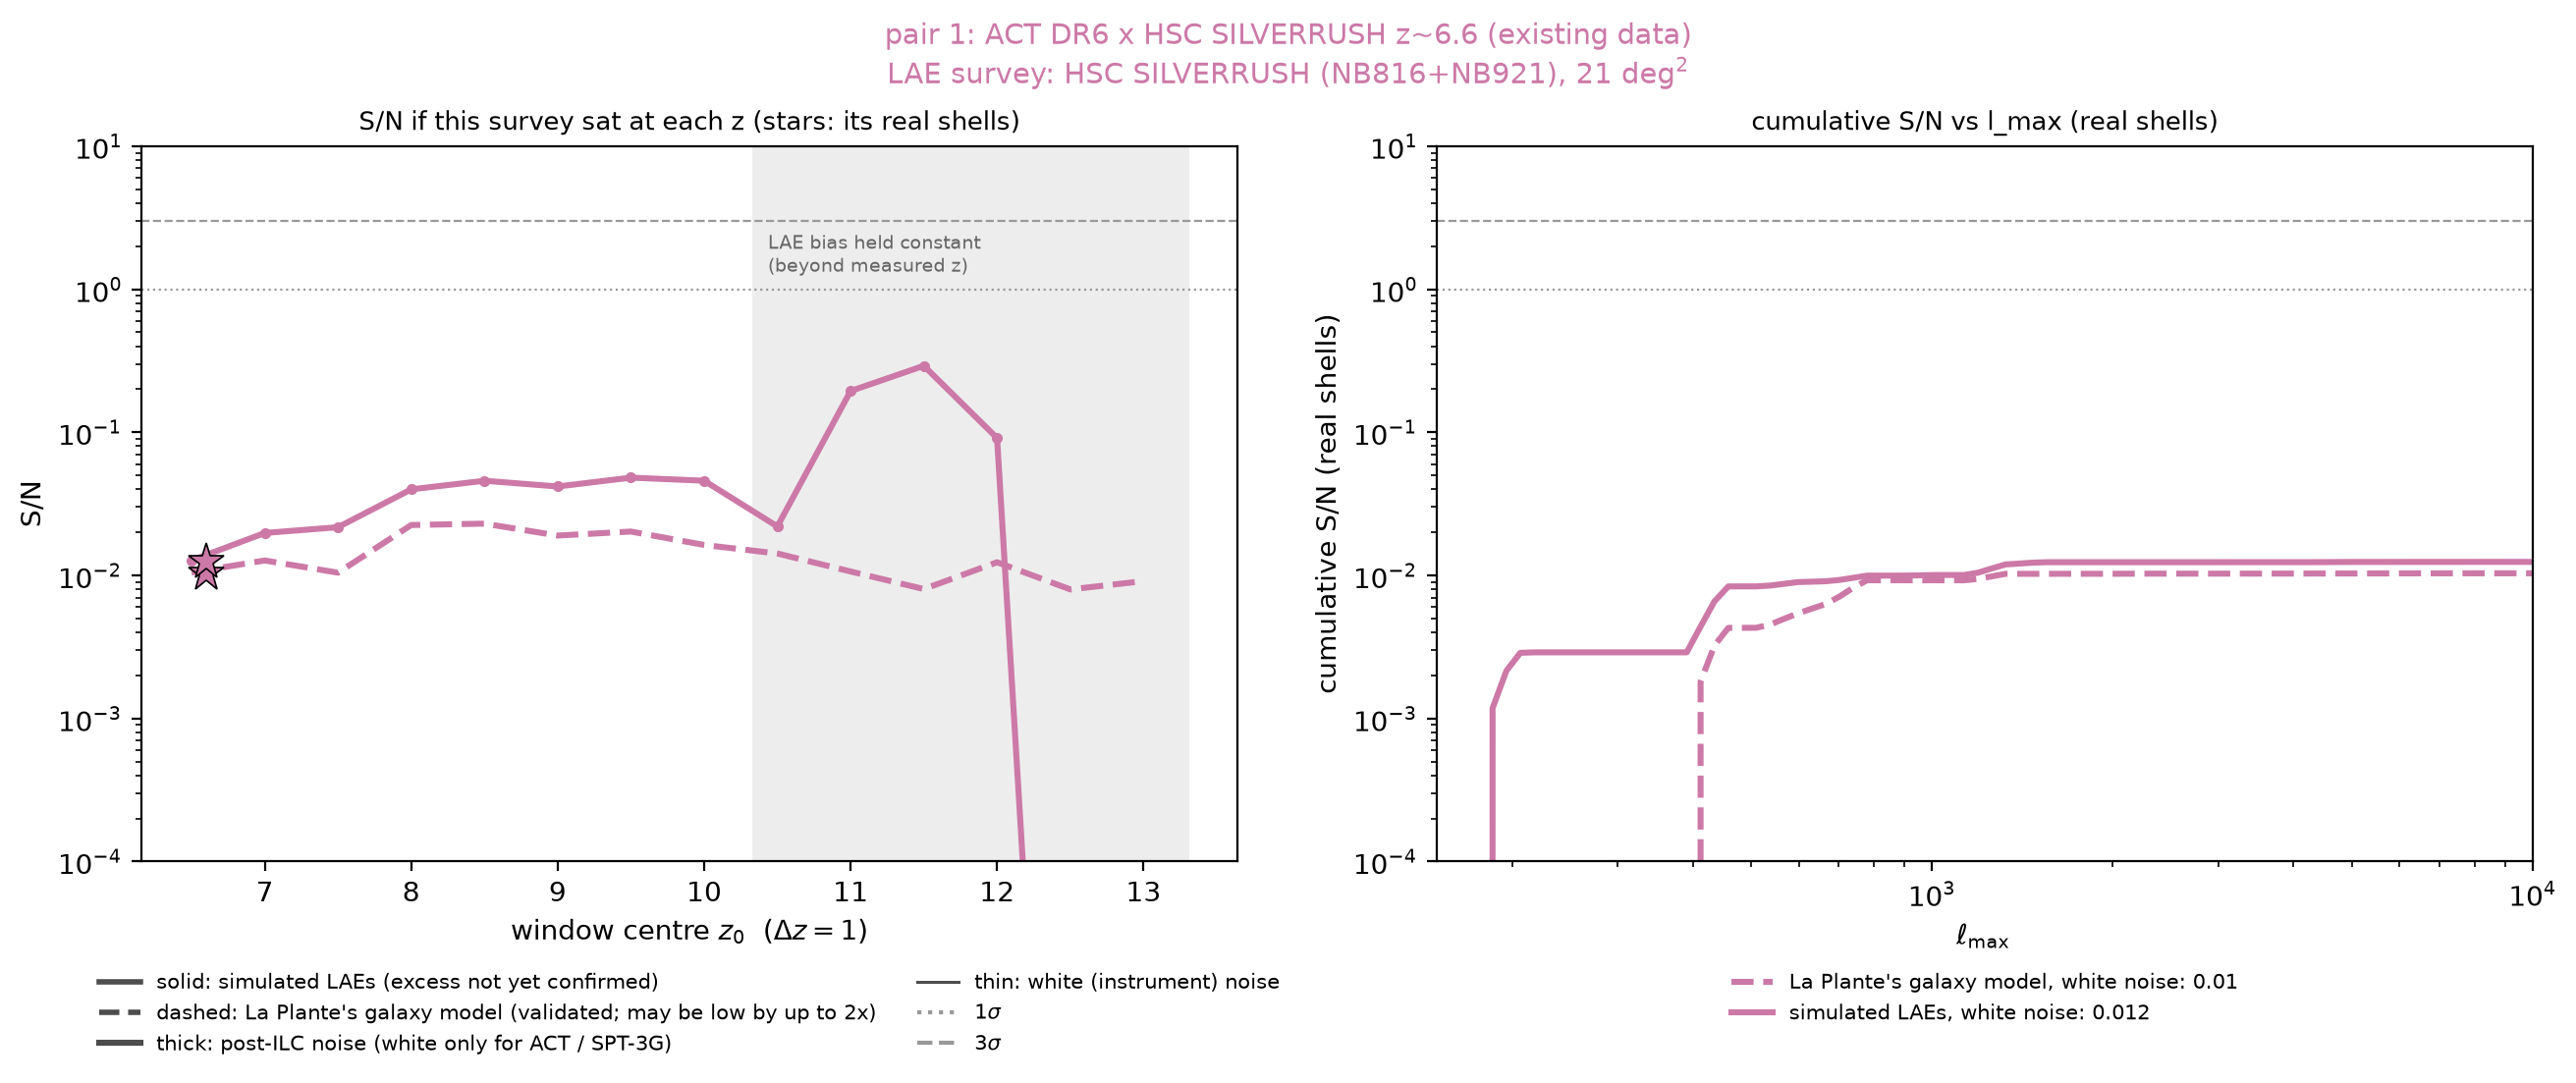 pair 1: ACT DR6 x HSC SILVERRUSH z~6.6 (existing data)
LAE survey: HSC SILVERRUSH (NB816+NB921), 21 deg²
S/N if this survey sat at each z (stars: its real shells)
S/N
10¹
10⁰
10⁻¹
10⁻²
10⁻³
10⁻⁴
LAE bias held constant
(beyond measured z)
7 8 9 10 11 12 13
window centre z₀ (Δz = 1)
cumulative S/N vs l_max (real shells)
cumulative S/N (real shells)
10¹
10⁰
10⁻¹
10⁻²
10⁻³
10⁻⁴
10³ 10⁴
ℓmax
solid: simulated LAEs (excess not yet confirmed)
dashed: La Plante's galaxy model (validated; may be low by up to 2x)
thick: post-ILC noise (white only for ACT / SPT-3G)
thin: white (instrument) noise
1σ
3σ
La Plante's galaxy model, white noise: 0.01
simulated LAEs, white noise: 0.012